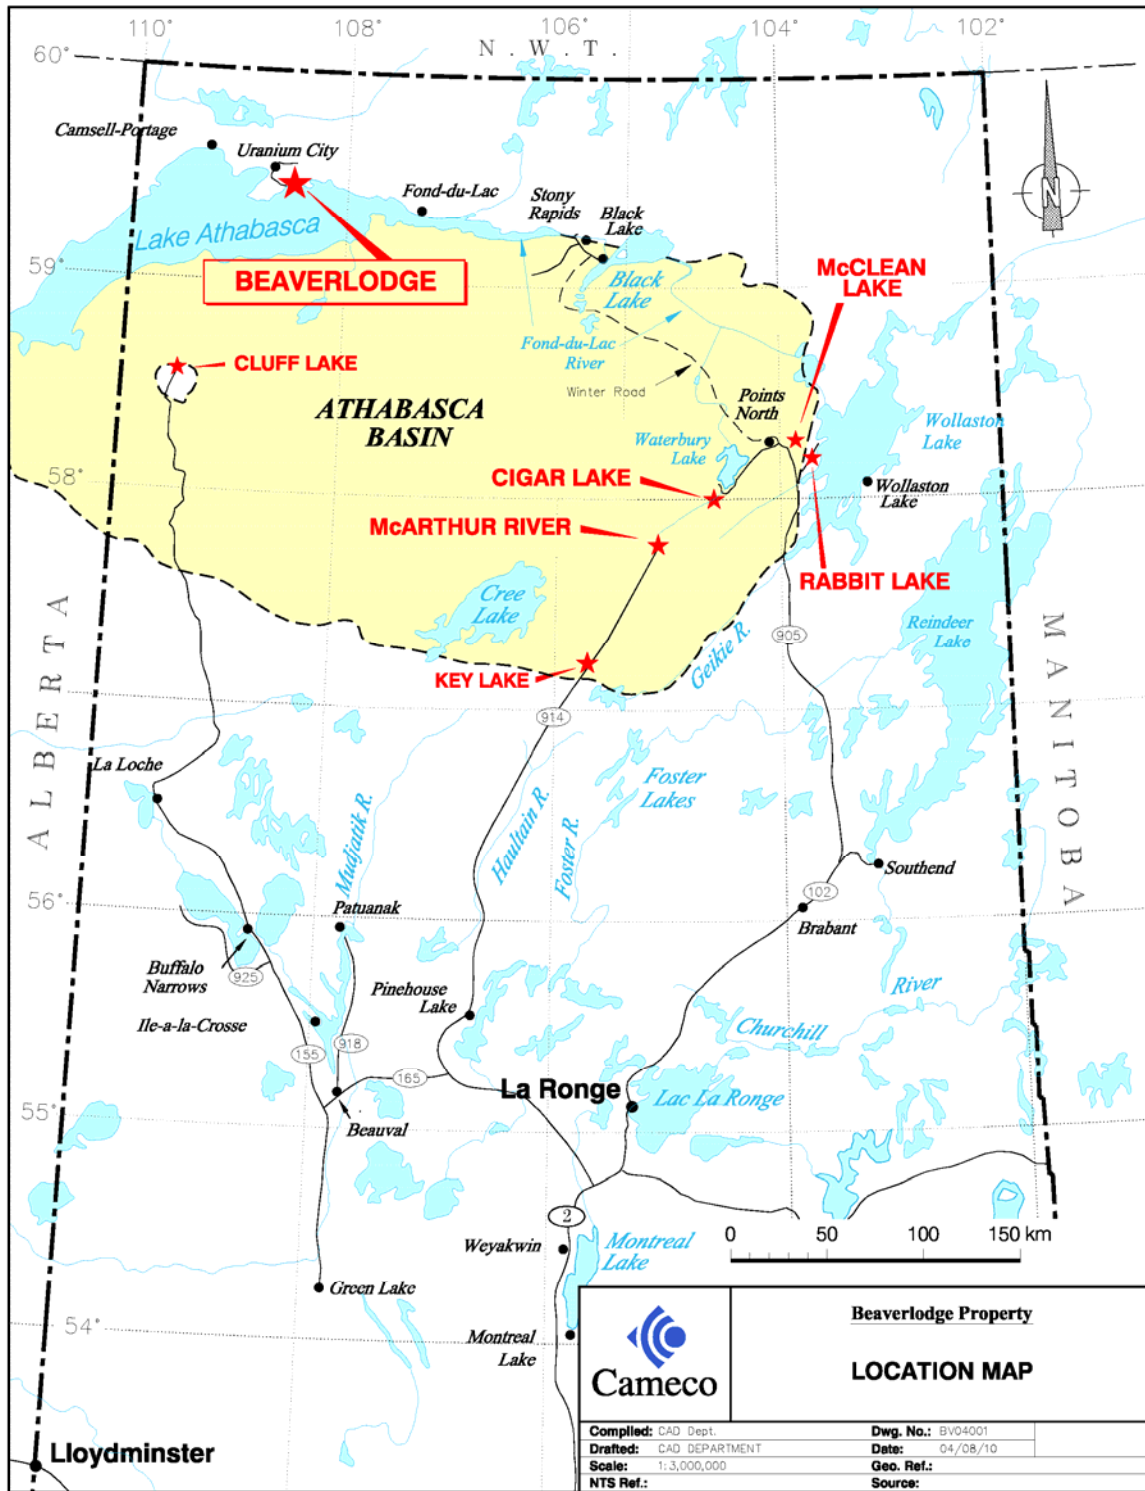 110°
108°
106°
104°
102°
N . W . T .
60°
Camsell-Portage
Uranium City
Fond-du-Lac
Stony
Rapids
Black
Lake
Lake Athabasca
59°
BEAVERLODGE
Black
Lake
McCLEAN
LAKE
Fond-du-Lac
River
CLUFF LAKE
Winter Road
ATHABASCA
BASIN
Points
North
Wollaston
Lake
Waterbury
Lake
58°
CIGAR LAKE
Wollaston
Lake
McARTHUR RIVER
RABBIT LAKE
Cree
Lake
Reindeer
Lake
905
Geikie R.
KEY LAKE
914
ALBERTA
MANITOBA
La Loche
Foster
Lakes
Mudjatik R.
Haultain R.
Foster R.
Southend
102
56°
Patuanak
Brabant
Buffalo
Narrows
925
Pinehouse
Lake
River
Ile-a-la-Crosse
Churchill
155
918
165
La Ronge
Lac La Ronge
55°
Beauval
2
0 50 100 150 km
Weyakwin
Montreal
Lake
Green Lake
54°
Montreal
Lake
Lloydminster
N
Cameco
Beaverlodge Property
LOCATION MAP
Compiled: CAD Dept. Dwg. No.: BV04001
Drafted: CAD DEPARTMENT Date: 04/08/10
Scale: 1:3,000,000 Geo. Ref.:
NTS Ref.: Source: